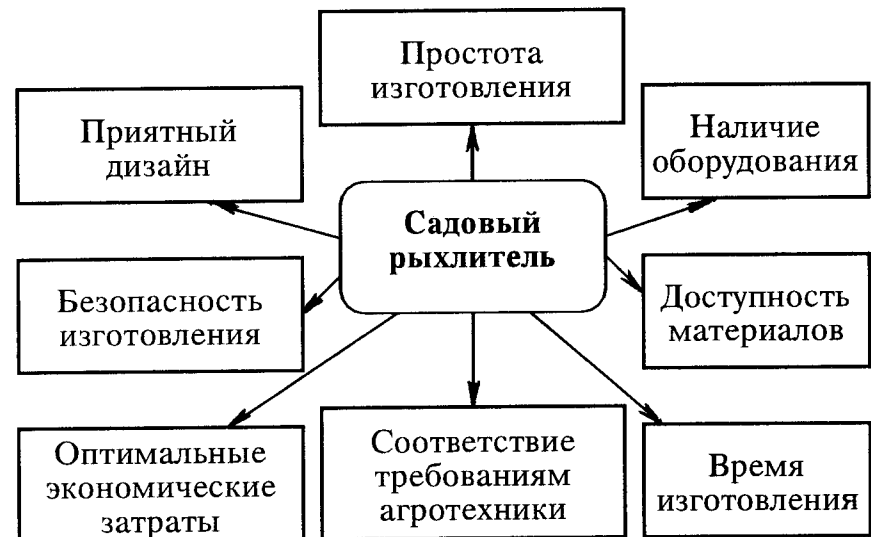 Простота
изготовления
Приятный
дизайн
Наличие
оборудования
Садовый
рыхлитель
Безопасность
изготовления
Доступность
материалов
Оптимальные
экономические
затраты
Соответствие
требованиям
агротехники
Время
изготовления